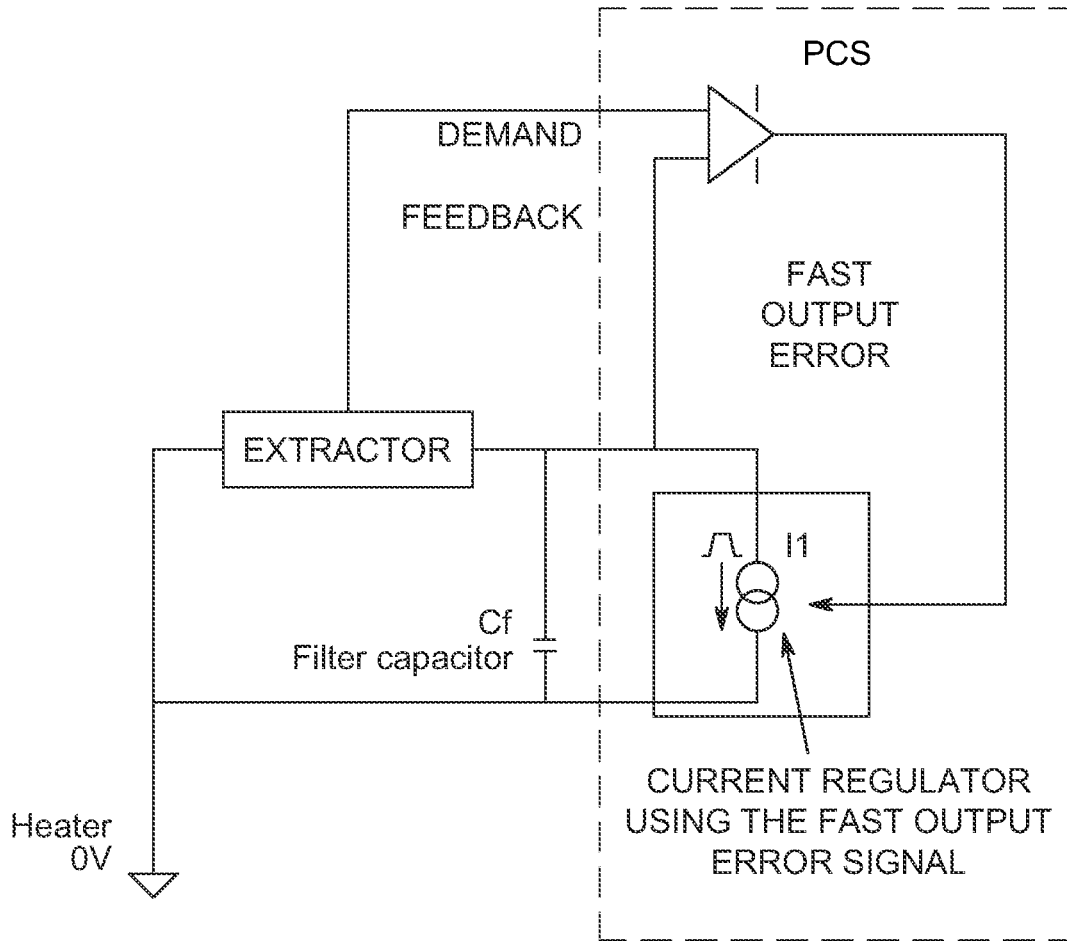 PCS
DEMAND
FEEDBACK
FAST
OUTPUT
ERROR
EXTRACTOR
I1
Cf
Filter capacitor
CURRENT REGULATOR
USING THE FAST OUTPUT
ERROR SIGNAL
Heater
0V